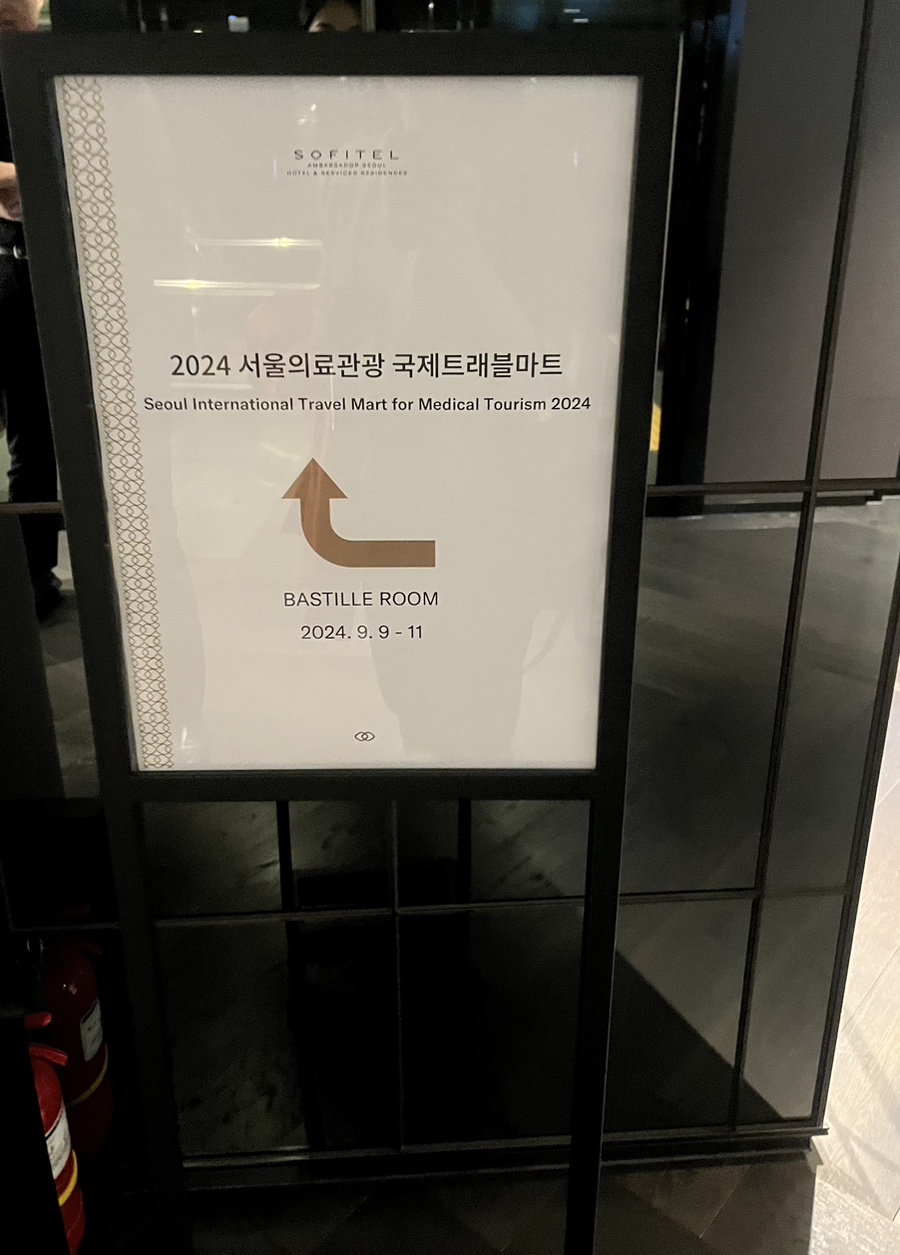 SOFITEL
AMBASSADOR SEOUL
HOTEL & SERVICED RESIDENCES
2024 서울의료관광 국제트래블마트
Seoul International Travel Mart for Medical Tourism 2024
BASTILLE ROOM
2024. 9. 9 - 11